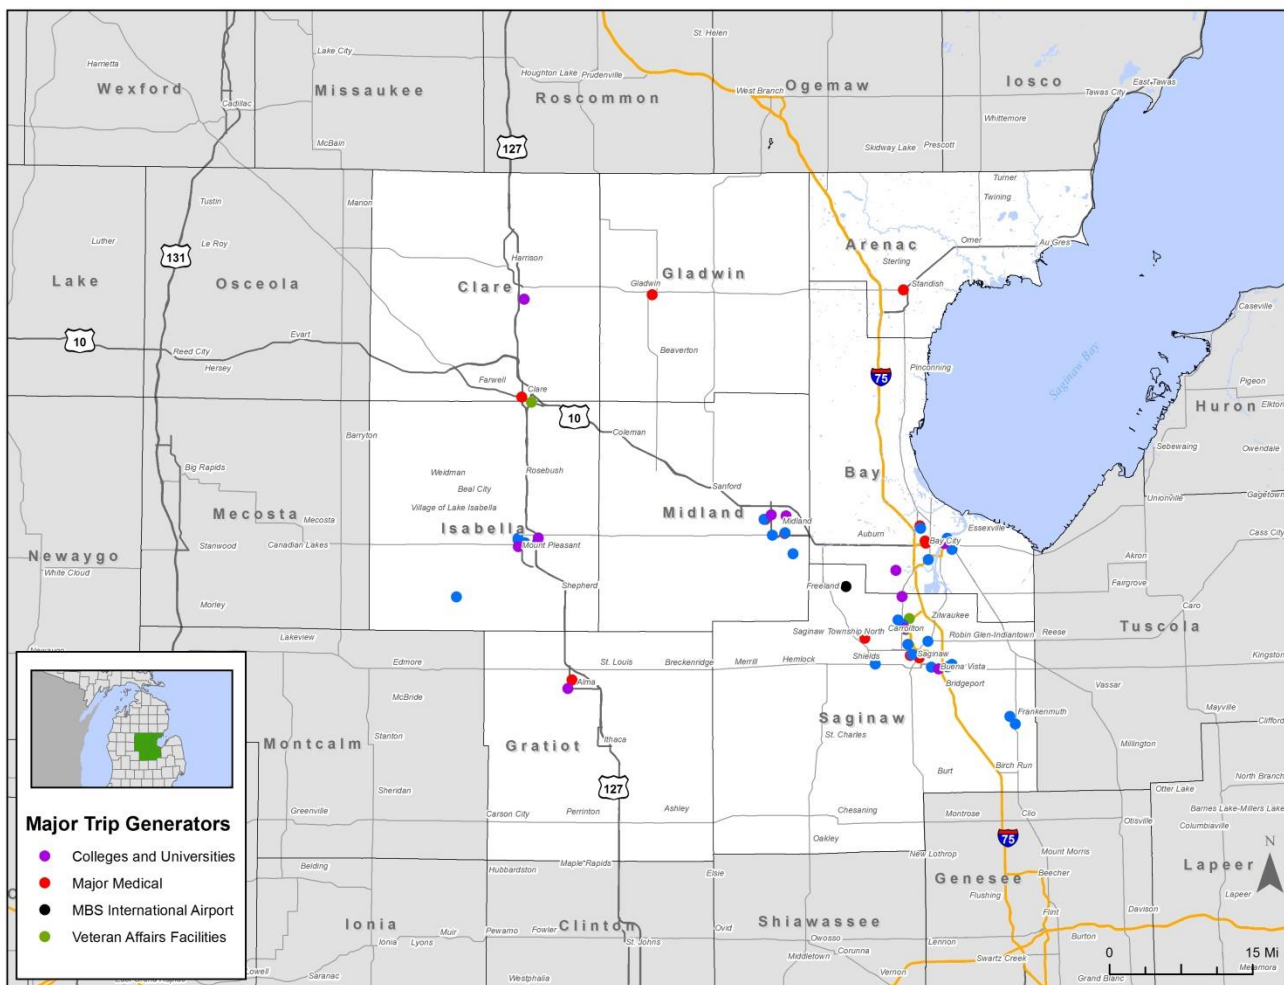 St. Helen
Lake City
Harrietta
Wexford
Missaukee
Houghton Lake
Prudenville
Roscommon
Ogemaw
Iosco
West Branch
East Tawas
Tawas City
Cadillac
Whittemore
McBain
127
Skidway Lake
Prescott
Turner
Tustin
Marion
Twining
Luther
Le Roy
131
Harrison
Arenac
Omer
Au Gres
Sterling
Lake
Osceola
Clare
Gladwin
Gladwin
Standish
Caseville
10
Evart
Reed City
Hersey
Beaverton
Saginaw Bay
75
Pinconning
Farwell
Clare
Pigeon
Huron
Elkton
10
Barryton
Coleman
Sebewaing
Owendale
Big Rapids
Weidman
Rosebush
Bay
Beal City
Sanford
Unionville
Gagetown
Village of Lake Isabella
Mecosta
Mecosta
Isabella
Midland
Midland
Essexville
Auburn
Bay City
Cass City
Stanwood
Canadian Lakes
Mount Pleasant
Newaygo
Akron
White Cloud
Shepherd
Freeland
Fairgrove
Morley
Zilwaukee
Caro
Saginaw Township North
Carrollton
Robin Glen-Indiantown
Reese
Tuscola
Lakeview
Edmore
St. Louis
Breckenridge
Merrill
Hemlock
Shields
Saginaw
Buena Vista
Kingston
Alma
Bridgeport
Vassar
McBride
Saginaw
Frankenmuth
Mayville
Clifford
Montcalm
Stanton
Gratiot
Ithaca
St. Charles
Millington
Sheridan
127
Burt
Birch Run
North Branch
Otter Lake
Greenville
Carson City
Perrinton
Ashley
Chesaning
Montrose
Clio
Otisville
Barnes Lake-Millers Lake
Columbiaville
Major Trip Generators
Colleges and Universities
Major Medical
MBS International Airport
Veteran Affairs Facilities
Oakley
75
N
Belding
Hubbardston
Maple Rapids
Elsie
New Lothrop
Mount Morris
Lapeer
Genesee
Beecher
Flushing
Lapeer
Ionia
Clinton
Shiawassee
Flint
Davison
Ionia
Lyons
Muir
Pewamo
Fowler
St. Johns
Ovid
Owosso
Corunna
Lennon
Burton
Middletown
Swartz Creek
0
15 Mi
Lowell
Saranac
Westphalia
Vernon
Grand Blanc
Metamora